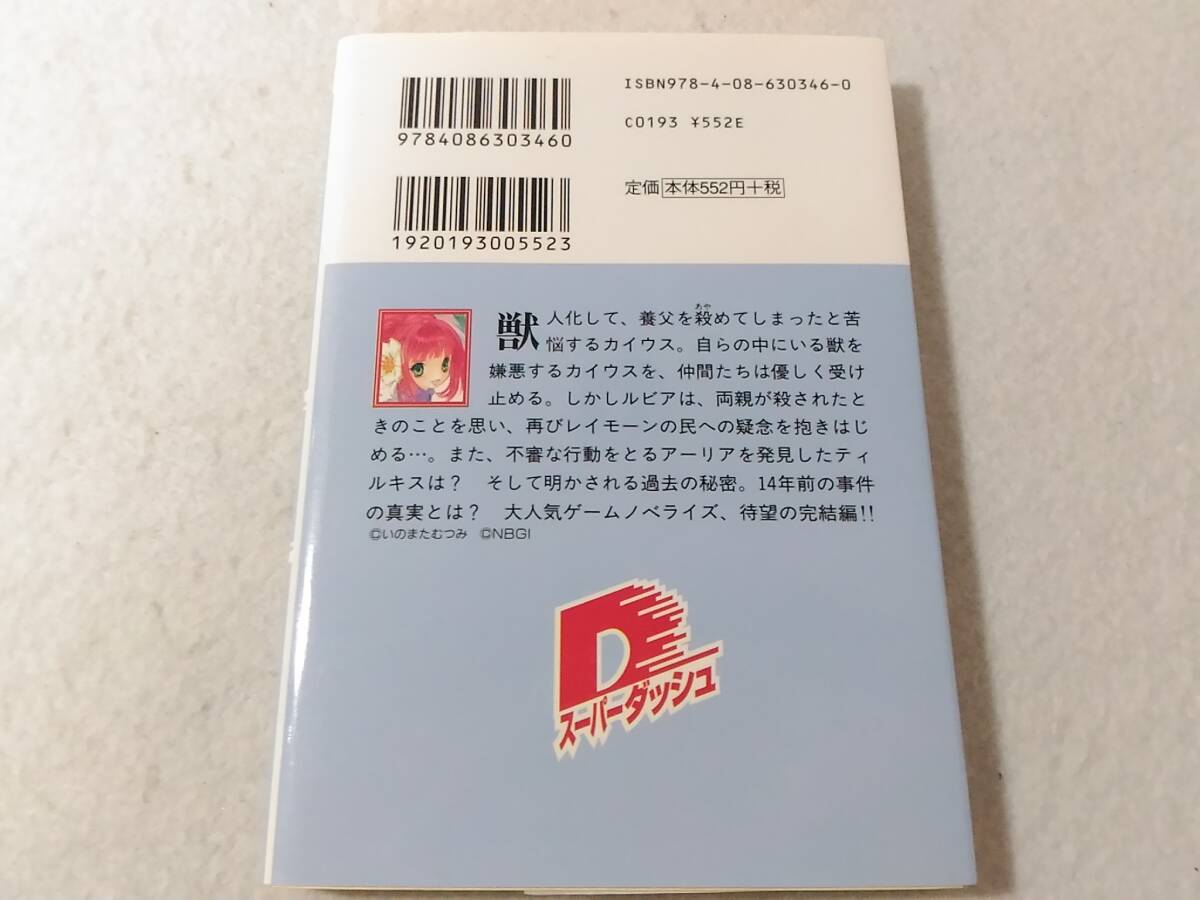 ISBN978-4-08-630346-0
9784086303460
C0193 ¥552E
定価 本体552円+税
1920193005523
獣人化して、養父を殺めてしまったと苦
あや
悩するカイウス。自らの中にいる獣を
嫌悪するカイウスを、仲間たちは優しく受け
止める。しかしルビアは、両親が殺されたと
きのことを思い、再びレイモーンの民への疑念を抱きはじ
める…。また、不審な行動をとるアーリアを発見したティ
ルキスは? そして明かされる過去の秘密。14年前の事件
の真実とは? 大人気ゲームノベライズ、待望の完結編!!
©いのまたむつみ ©NBGI
D
スーパーダッシュ